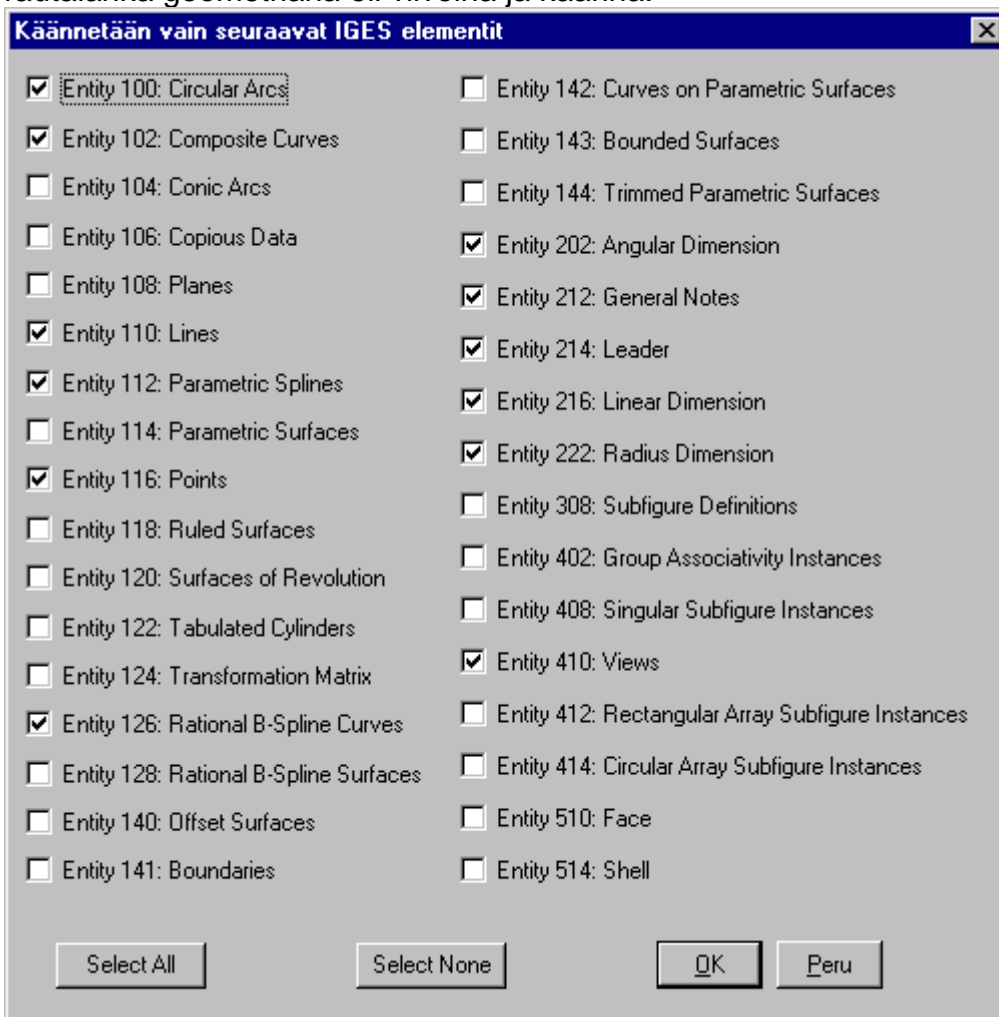 Käännetään vain seuraavat IGES elementit
Entity 100: Circular Arcs
Entity 102: Composite Curves
Entity 104: Conic Arcs
Entity 106: Copious Data
Entity 108: Planes
Entity 110: Lines
Entity 112: Parametric Splines
Entity 114: Parametric Surfaces
Entity 116: Points
Entity 118: Ruled Surfaces
Entity 120: Surfaces of Revolution
Entity 122: Tabulated Cylinders
Entity 124: Transformation Matrix
Entity 126: Rational B-Spline Curves
Entity 128: Rational B-Spline Surfaces
Entity 140: Offset Surfaces
Entity 141: Boundaries
Entity 142: Curves on Parametric Surfaces
Entity 143: Bounded Surfaces
Entity 144: Trimmed Parametric Surfaces
Entity 202: Angular Dimension
Entity 212: General Notes
Entity 214: Leader
Entity 216: Linear Dimension
Entity 222: Radius Dimension
Entity 308: Subfigure Definitions
Entity 402: Group Associativity Instances
Entity 408: Singular Subfigure Instances
Entity 410: Views
Entity 412: Rectangular Array Subfigure Instances
Entity 414: Circular Array Subfigure Instances
Entity 510: Face
Entity 514: Shell
Select All
Select None
OK
Peru